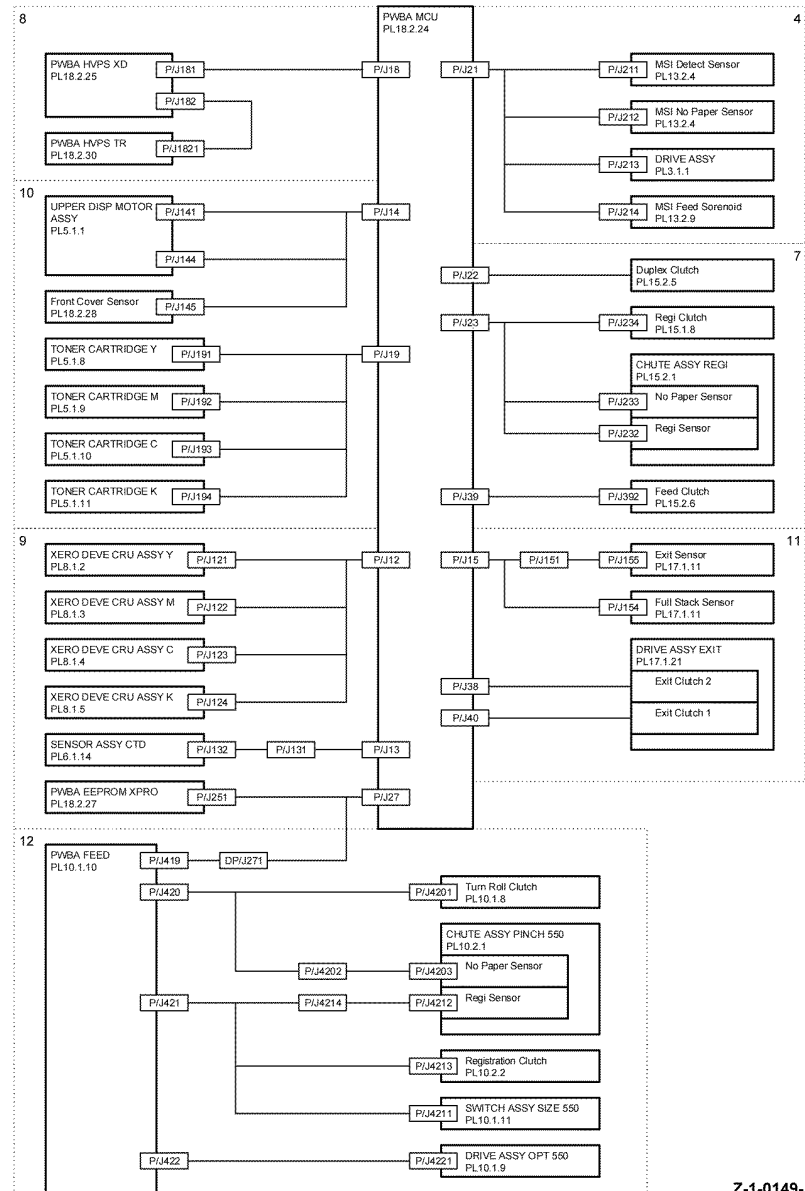 PWBA MCU
PL18.2.24
8
PWBA HVPS XD
PL18.2.25
P/J181
P/J18
P/J182
PWBA HVPS TR
PL18.2.30
P/J1821
4
P/J21
P/J211
MSI Detect Sensor
PL13.2.4
P/J212
MSI No Paper Sensor
PL13.2.4
P/J213
DRIVE ASSY
PL3.1.1
P/J214
MSI Feed Sorenoid
PL13.2.9
10
UPPER DISP MOTOR
ASSY
PL5.1.1
P/J141
P/J14
P/J144
Front Cover Sensor
PL18.2.28
P/J145
TONER CARTRIDGE Y
PL5.1.8
P/J191
P/J19
TONER CARTRIDGE M
PL5.1.9
P/J192
TONER CARTRIDGE C
PL5.1.10
P/J193
TONER CARTRIDGE K
PL5.1.11
P/J194
7
P/J22
Duplex Clutch
PL15.2.5
P/J23
P/J234
Regi Clutch
PL15.1.8
CHUTE ASSY REGI
PL15.2.1
P/J233
No Paper Sensor
P/J232
Regi Sensor
P/J39
P/J392
Feed Clutch
PL15.2.6
9
XERO DEVE CRU ASSY Y
PL8.1.2
P/J121
P/J12
XERO DEVE CRU ASSY M
PL8.1.3
P/J122
XERO DEVE CRU ASSY C
PL8.1.4
P/J123
XERO DEVE CRU ASSY K
PL8.1.5
P/J124
SENSOR ASSY CTD
PL6.1.14
P/J132
P/J131
P/J13
PWBA EEPROM XPRO
PL18.2.27
P/J251
P/J27
11
P/J15
P/J151
P/J155
Exit Sensor
PL17.1.11
P/J154
Full Stack Sensor
PL17.1.11
DRIVE ASSY EXIT
PL17.1.21
P/J38
Exit Clutch 2
P/J40
Exit Clutch 1
12
PWBA FEED
PL10.1.10
P/J419
DP/J271
P/J420
P/J4201
Turn Roll Clutch
PL10.1.8
CHUTE ASSY PINCH 550
PL10.2.1
P/J4202
P/J4203
No Paper Sensor
P/J421
P/J4214
P/J4212
Regi Sensor
P/J4213
Registration Clutch
PL10.2.2
P/J4211
SWITCH ASSY SIZE 550
PL10.1.11
P/J422
P/J4221
DRIVE ASSY OPT 550
PL10.1.9
Z-1-0149-